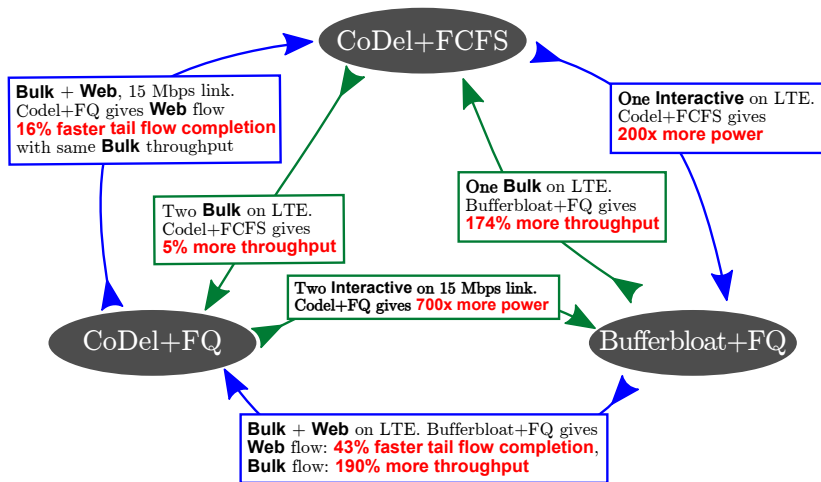 CoDel+FCFS
Bulk + Web, 15 Mbps link.
Codel+FQ gives Web flow
16% faster tail flow completion
with same Bulk throughput
One Interactive on LTE.
Codel+FCFS gives
200x more power
Two Bulk on LTE.
Codel+FCFS gives
5% more throughput
One Bulk on LTE.
Bufferbloat+FQ gives
174% more throughput
Two Interactive on 15 Mbps link.
Codel+FQ gives 700x more power
CoDel+FQ
Bufferbloat+FQ
Bulk + Web on LTE. Bufferbloat+FQ gives
Web flow: 43% faster tail flow completion,
Bulk flow: 190% more throughput